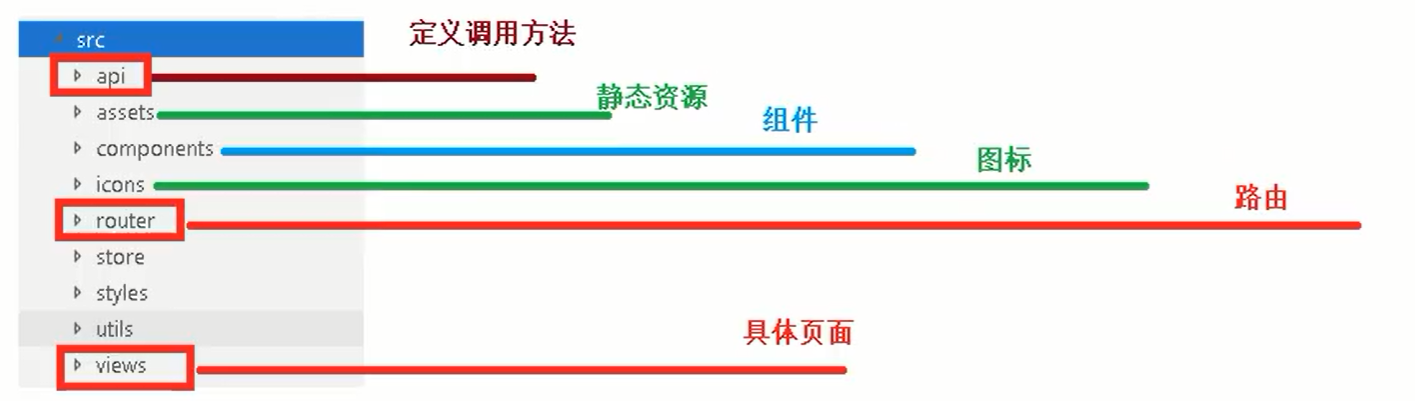 src
定义调用方法
api
静态资源
assets
组件
components
图标
icons
路由
router
store
styles
utils
具体页面
views